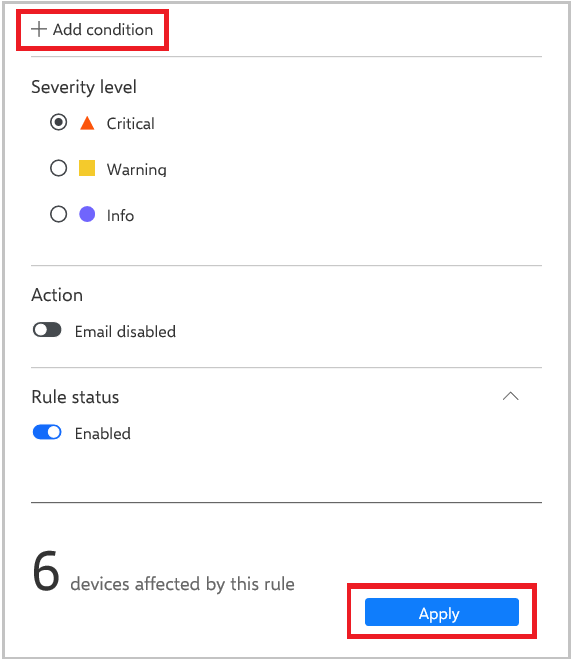 + Add condition
Severity level
Critical
Warning
Info
Action
Email disabled
Rule status
Enabled
6 devices affected by this rule
Apply